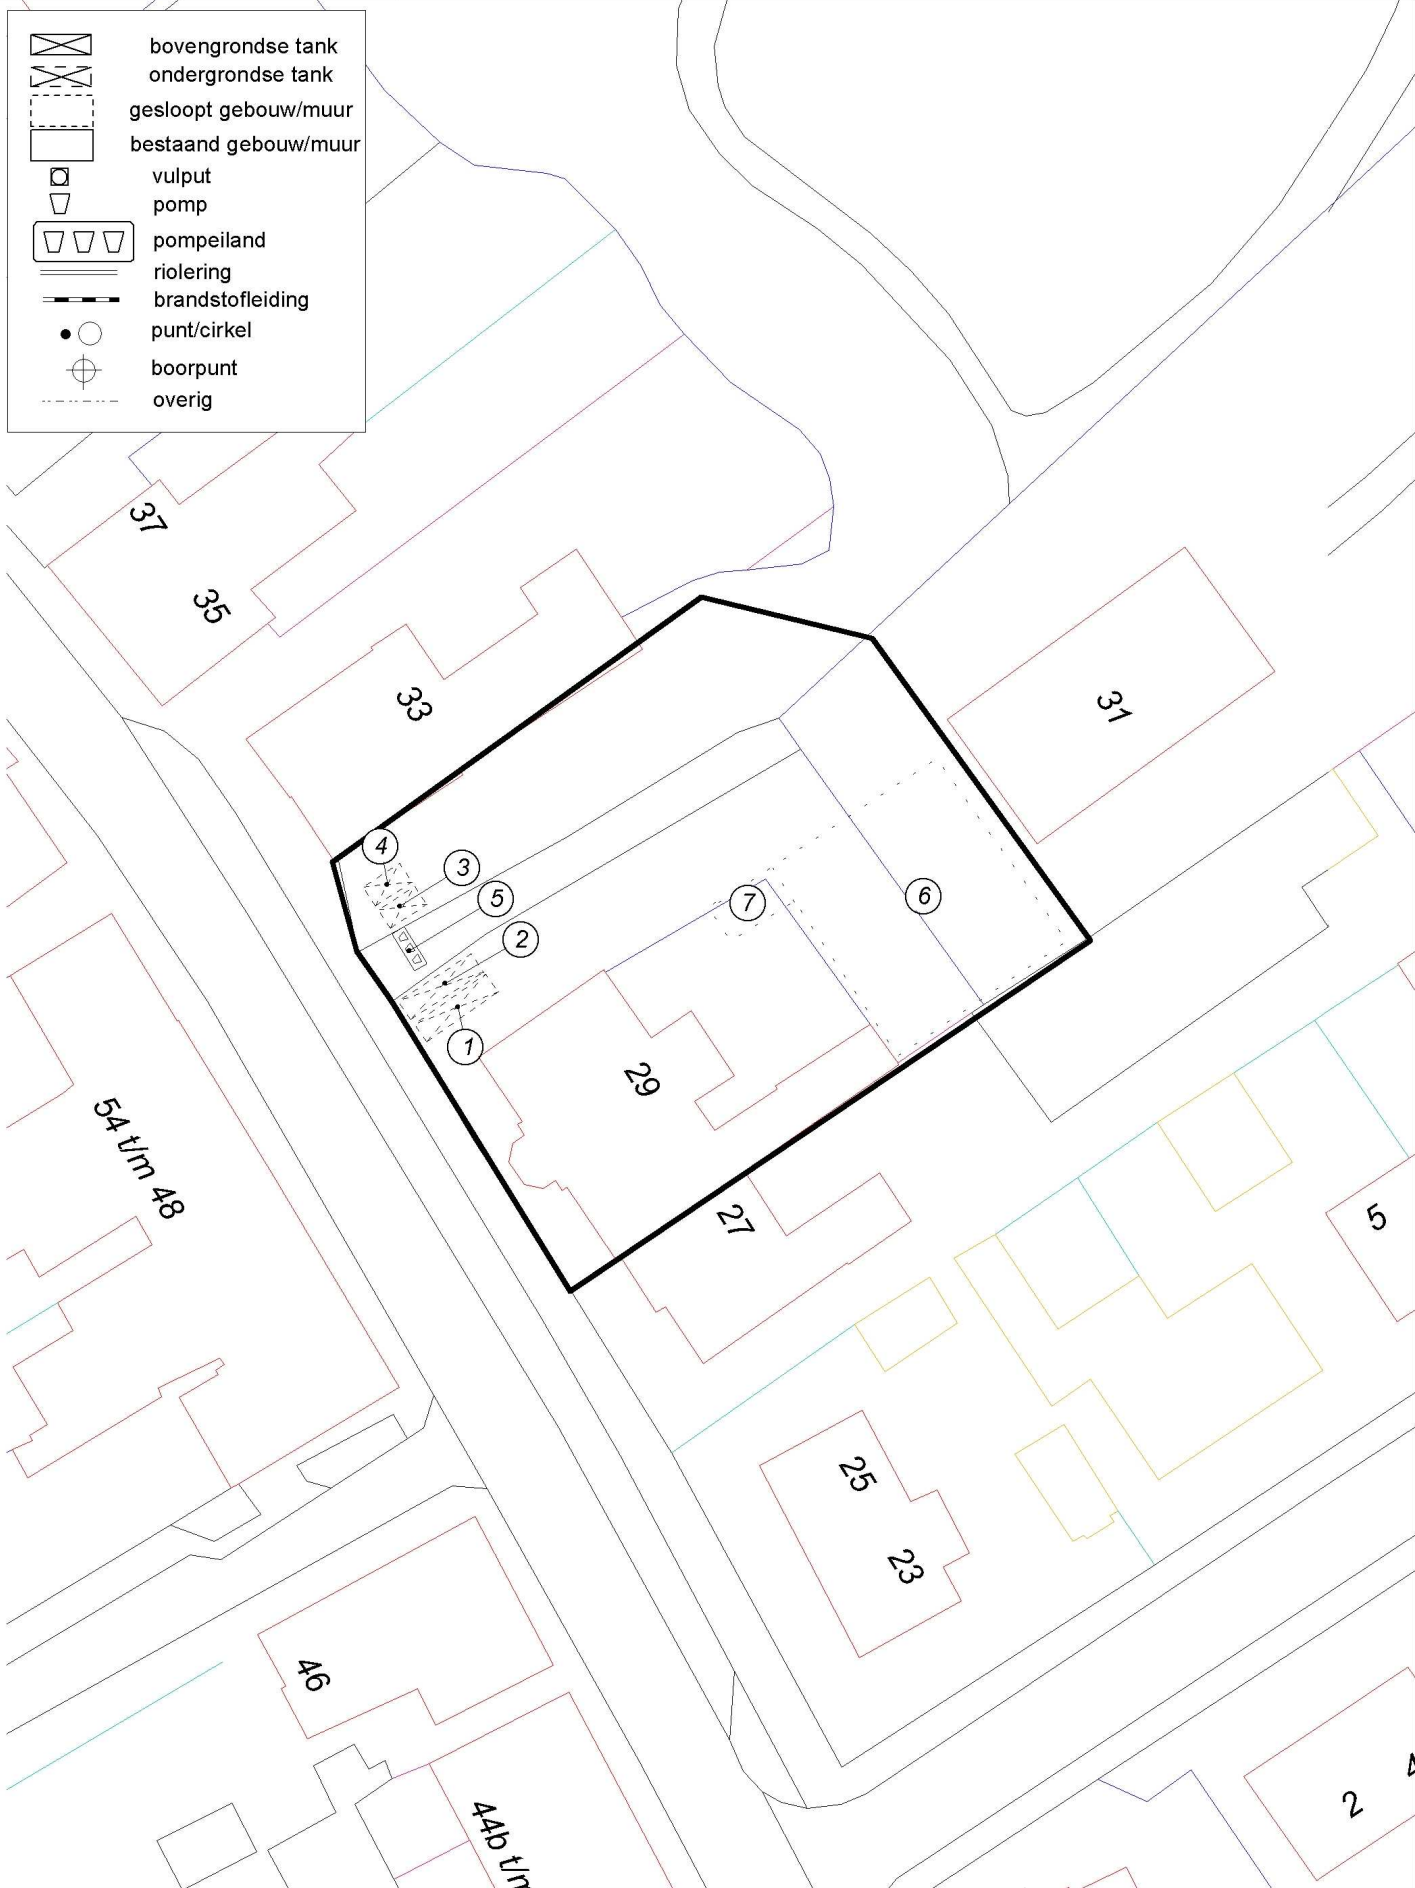 bovengrondse tank
ondergrondse tank
gesloopt gebouw/muur
bestaand gebouw/muur
vulput
pomp
pompeiland
riolering
brandstofleiding
punt/cirkel
boorpunt
overig
37
35
33
31
4
3
5
2
1
7
6
29
27
54 t/m 48
5
25
23
46
44b t/m
2
4